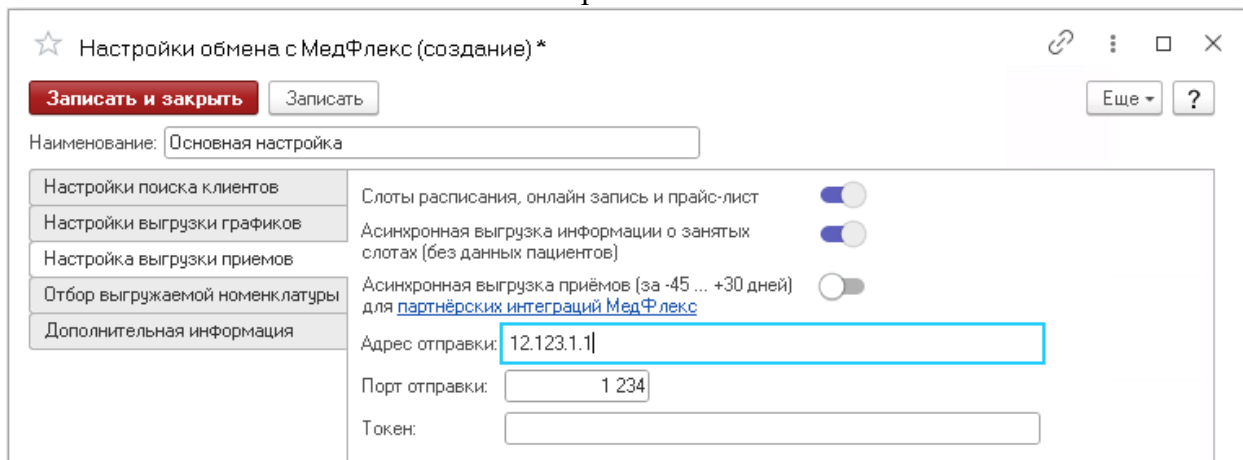 Настройки обмена с МедФлекс (создание) *
Записать и закрыть Записать Еще ?
Наименование: Основная настройка
Настройки поиска клиентов
Настройки выгрузки графиков
Настройка выгрузки приемов
Отбор выгружаемой номенклатуры
Дополнительная информация
Слоты расписания, онлайн запись и прайс-лист
Асинхронная выгрузка информации о занятых
слотах (без данных пациентов)
Асинхронная выгрузка приёмов (за -45 ... +30 дней)
для партнёрских интеграций МедФлекс
Адрес отправки: 12.123.1.1
Порт отправки: 1 234
Токен: